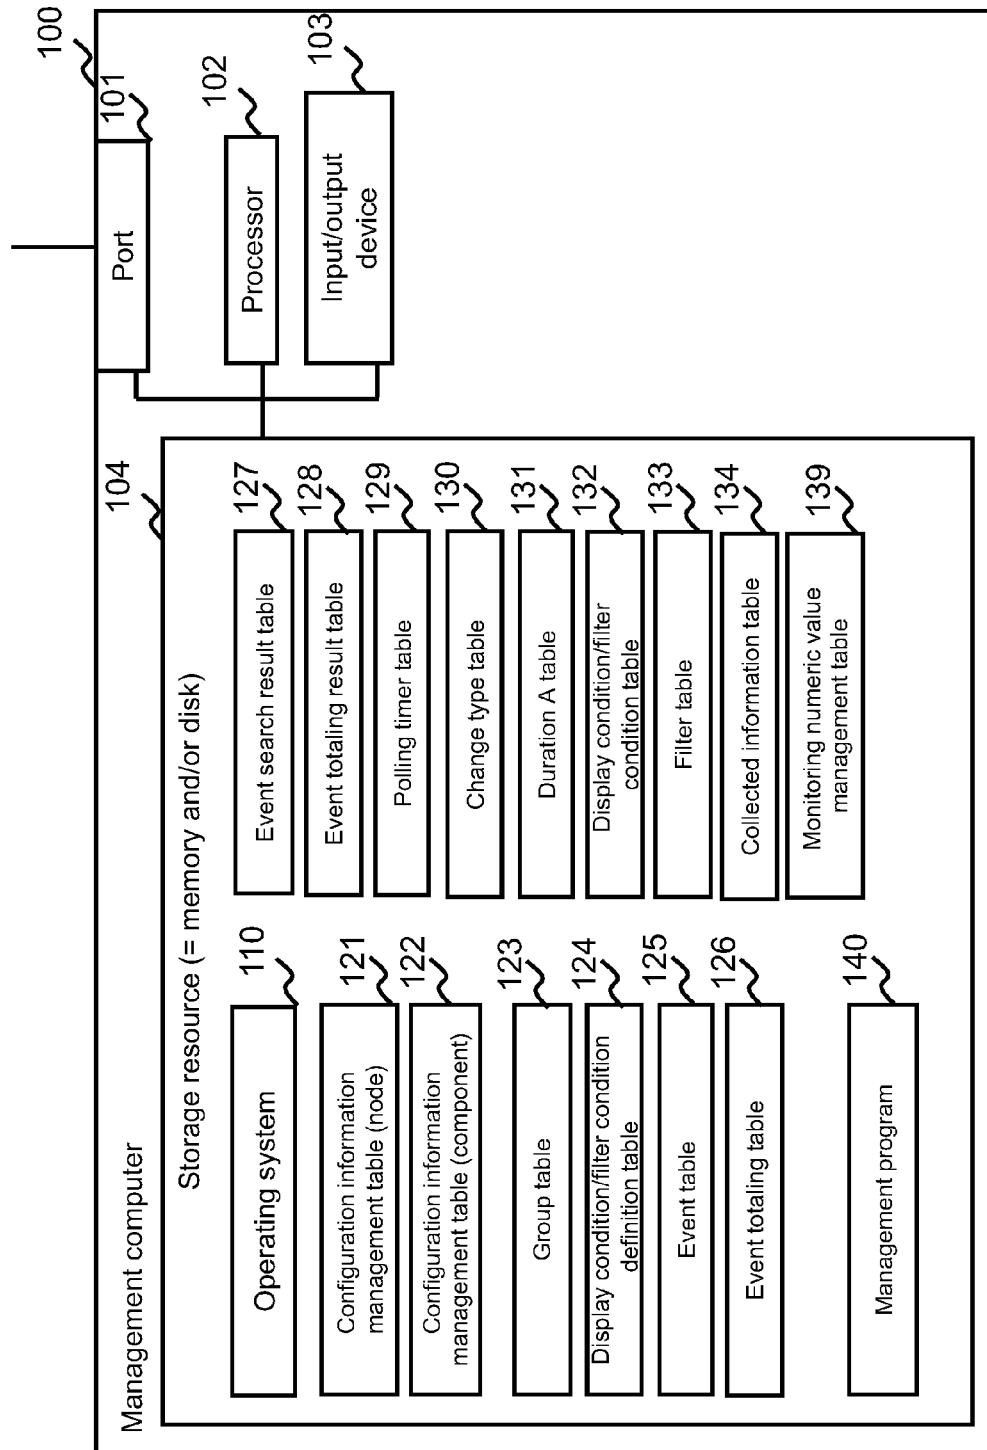 100
Management computer
101
Port
102
Processor
103
Input/output
device
104
Storage resource (= memory and/or disk)
110
Operating system
121
Configuration information
management table (node)
122
Configuration information
management table (component)
123
Group table
124
Display condition/filter condition
definition table
125
Event table
126
Event totaling table
140
Management program
127
Event search result table
128
Event totaling result table
129
Polling timer table
130
Change type table
131
Duration A table
132
Display condition/filter
condition table
133
Filter table
134
Collected information table
139
Monitoring numeric value
management table